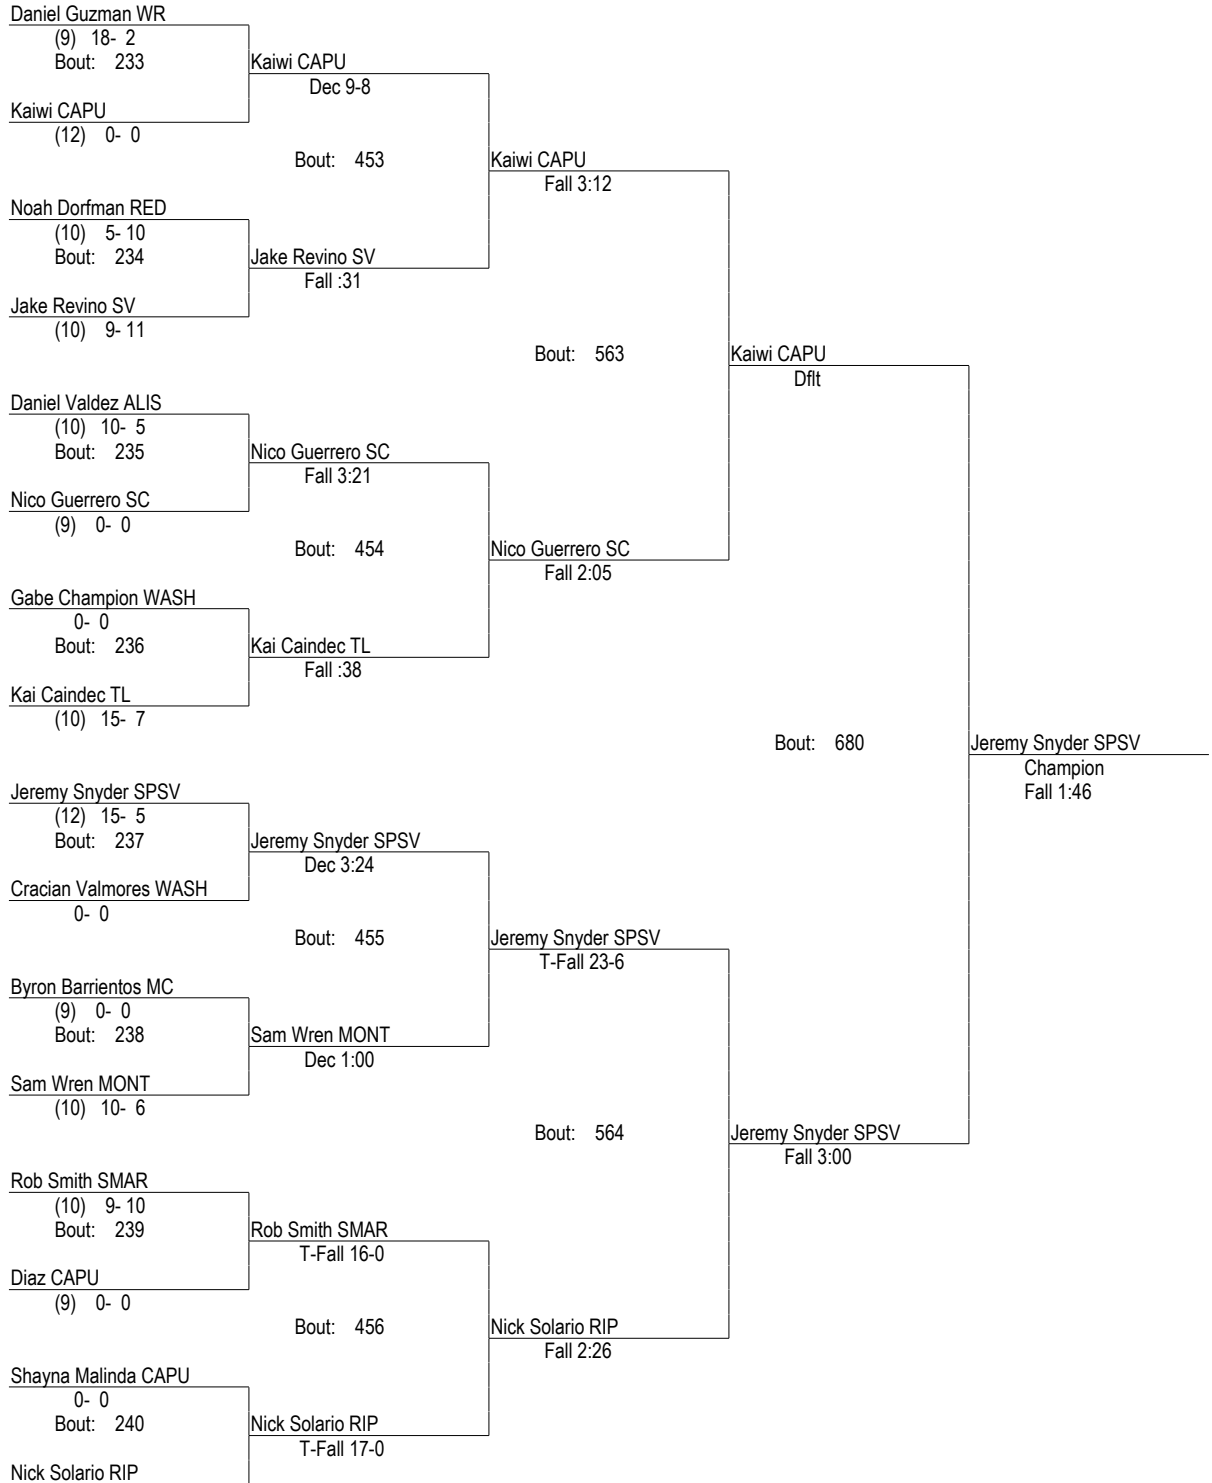 Daniel Guzman WR
(9) 18- 2
Bout: 233
Kaiwi CAPU
Dec 9-8
Kaiwi CAPU
(12) 0- 0
Bout: 453
Kaiwi CAPU
Fall 3:12
Noah Dorfman RED
(10) 5- 10
Bout: 234
Jake Revino SV
Fall :31
Jake Revino SV
(10) 9- 11
Bout: 563
Kaiwi CAPU
Dflt
Daniel Valdez ALIS
(10) 10- 5
Bout: 235
Nico Guerrero SC
Fall 3:21
Nico Guerrero SC
(9) 0- 0
Bout: 454
Nico Guerrero SC
Fall 2:05
Gabe Champion WASH
0- 0
Bout: 236
Kai Caindec TL
Fall :38
Kai Caindec TL
(10) 15- 7
Bout: 680
Jeremy Snyder SPSV
Champion
Fall 1:46
Jeremy Snyder SPSV
(12) 15- 5
Bout: 237
Jeremy Snyder SPSV
Dec 3:24
Cracian Valmores WASH
0- 0
Bout: 455
Jeremy Snyder SPSV
T-Fall 23-6
Byron Barrientos MC
(9) 0- 0
Bout: 238
Sam Wren MONT
Dec 1:00
Sam Wren MONT
(10) 10- 6
Bout: 564
Jeremy Snyder SPSV
Fall 3:00
Rob Smith SMAR
(10) 9- 10
Bout: 239
Rob Smith SMAR
T-Fall 16-0
Diaz CAPU
(9) 0- 0
Bout: 456
Nick Solario RIP
Fall 2:26
Shayna Malinda CAPU
0- 0
Bout: 240
Nick Solario RIP
T-Fall 17-0
Nick Solario RIP